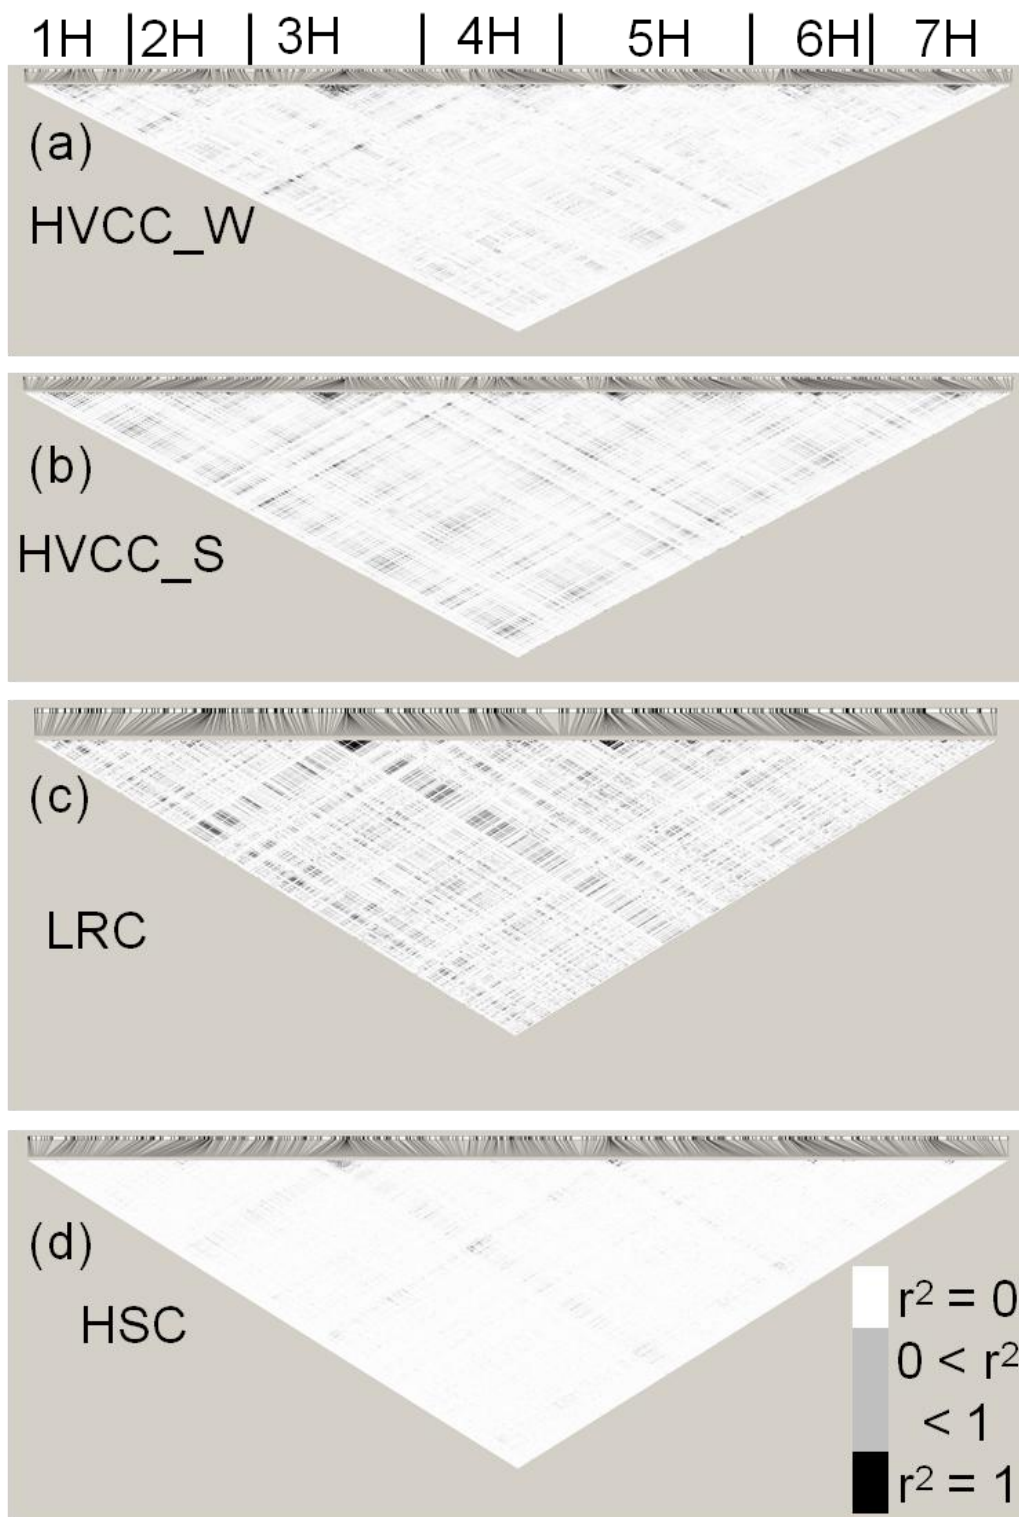 1H |2H | 3H | 4H | 5H | 6H| 7H
(a)
HVCC_W
(b)
HVCC_S
(c)
LRC
(d)
HSC
r² = 0
0 < r²
< 1
r² = 1